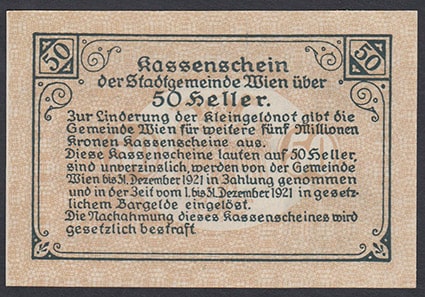 50
50
Kassenschein
der Stadtgemeinde Wien über
50 Heller.
Zur Linderung der Kleingeldnot gibt die
Gemeinde Wien für weitere fünf Millionen
Kronen Kassenscheine aus.
Diese Kassenscheine lauten auf 50 Heller,
sind unverzinslich, werden von der Gemeinde
Wien bis 31. Dezember 1921 in Zahlung genommen
und in der Zeit vom 1. bis 31. Dezember 1921 in gesetz-
lichem Bargelde eingelöst.
Die Nachahmung dieses Kassenscheines wird
gesetzlich bestraft
50